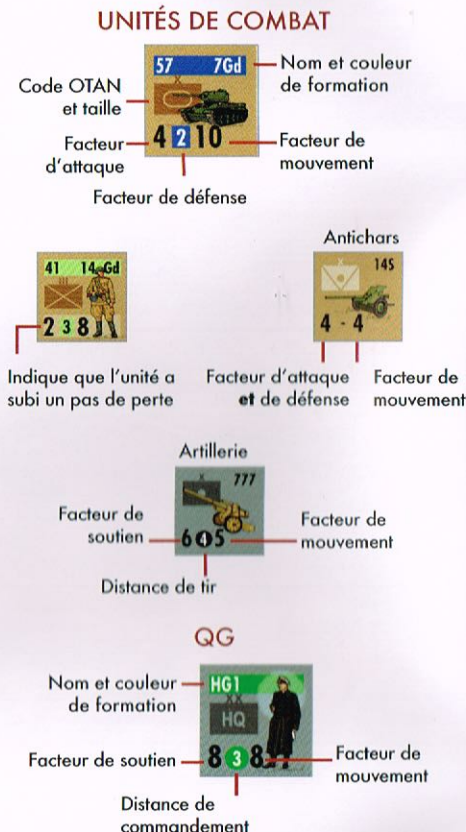 UNITÉS DE COMBAT
57 7Gd
Nom et couleur
de formation
Code OTAN
et taille
X
Facteur
d'attaque
4 2 10
Facteur de
mouvement
Facteur de défense
41 14 Gd
2 3 8
Indique que l'unité a
subi un pas de perte
Antichars
145
4 - 4
Facteur d'attaque
et de défense
Facteur de
mouvement
Artillerie
X
777
Facteur de
soutien
6 4 5
Facteur de
mouvement
Distance de tir
QG
Nom et couleur
de formation
HG1
XX
HQ
Facteur de soutien
8 3 8
Facteur de
mouvement
Distance de
commandement